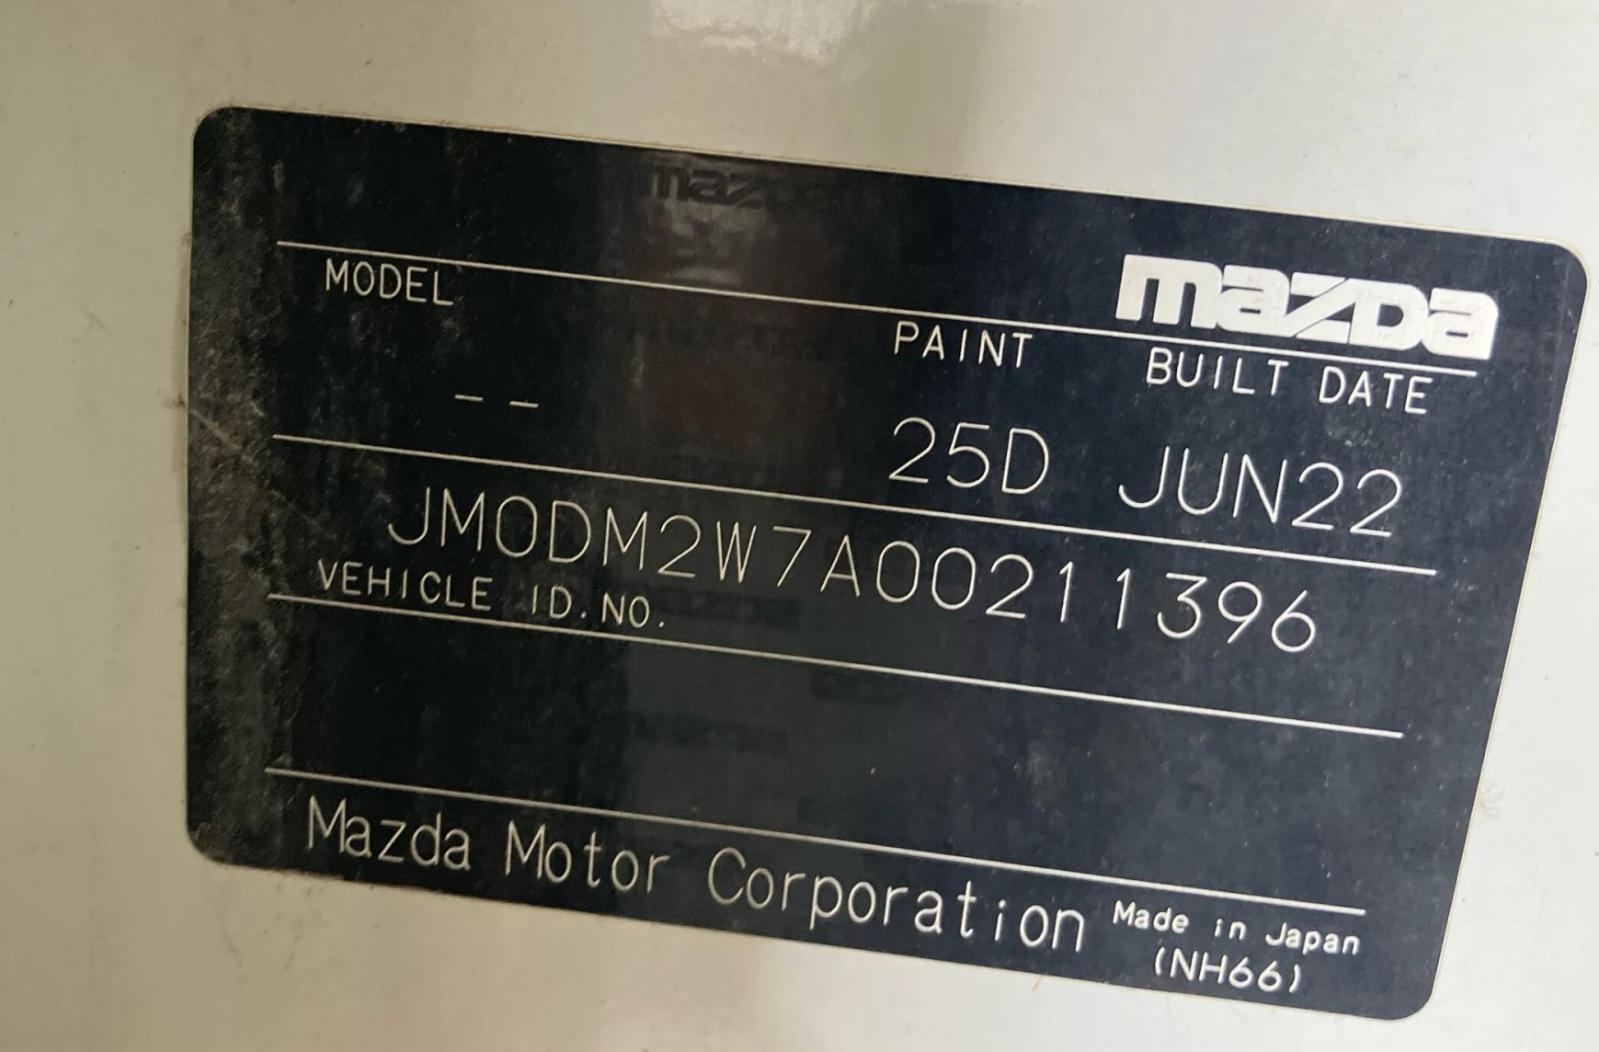 mazda
MODEL PAINT BUILT DATE
-- 25D JUN22
JM0DM2W7A00211396
VEHICLE ID.NO.
Mazda Motor Corporation Made in Japan
(NH66)